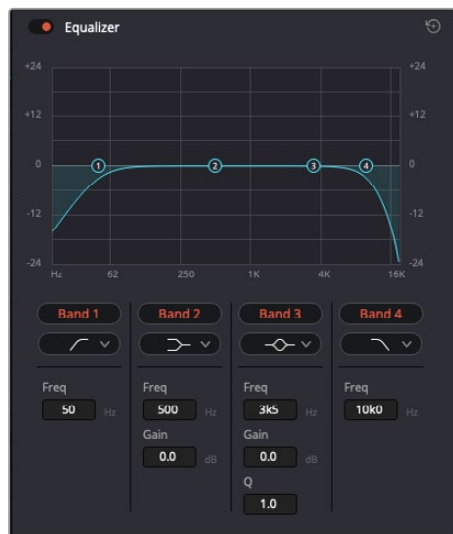 Equalizer
+24 +24
+12 +12
0 1 2 3 4 0
-12 -12
-24 -24
Hz 62 250 1K 4K 16K
Band 1 Band 2 Band 3 Band 4
Freq Freq Freq Freq
50 Hz 500 Hz 3k5 Hz 10k0 Hz
Gain Gain
0.0 dB 0.0 dB
Q
1.0